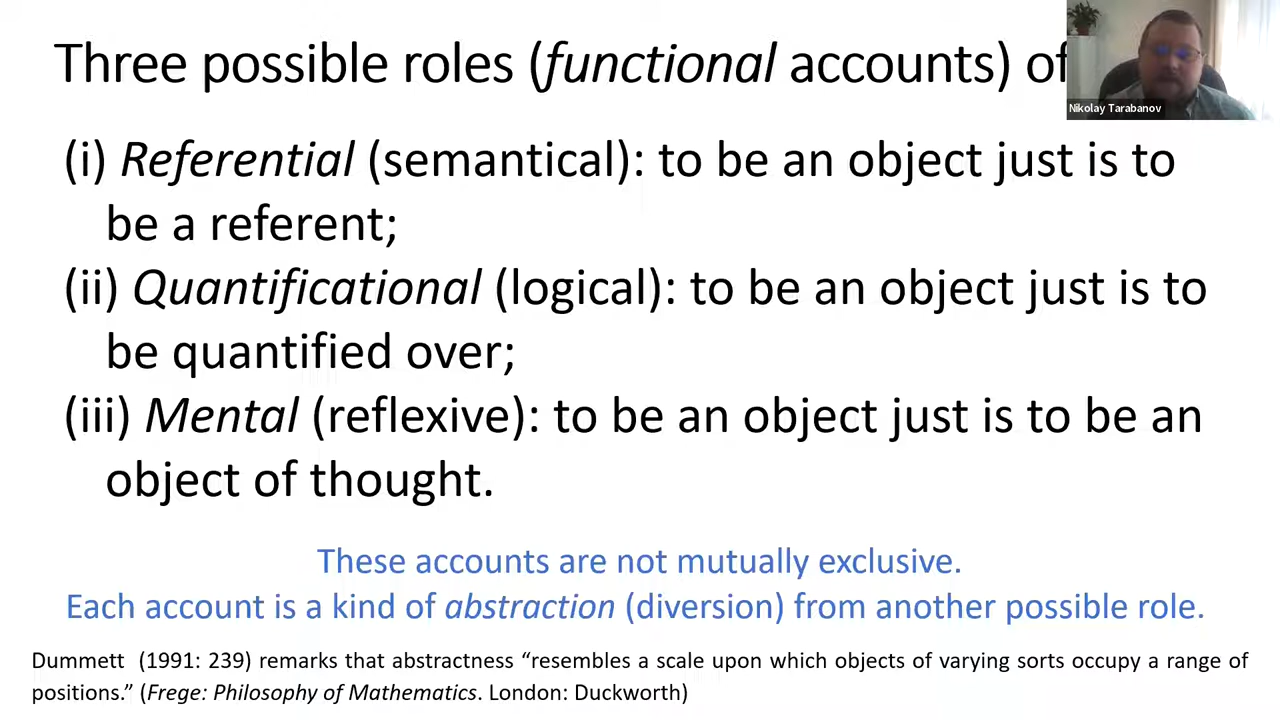 Three possible roles (functional accounts) of
Nikolay Tarabanov
(i) Referential (semantical): to be an object just is to
be a referent;
(ii) Quantificational (logical): to be an object just is to
be quantified over;
(iii) Mental (reflexive): to be an object just is to be an
object of thought.
These accounts are not mutually exclusive.
Each account is a kind of abstraction (diversion) from another possible role.
Dummett (1991: 239) remarks that abstractness “resembles a scale upon which objects of varying sorts occupy a range of
positions.” (Frege: Philosophy of Mathematics. London: Duckworth)